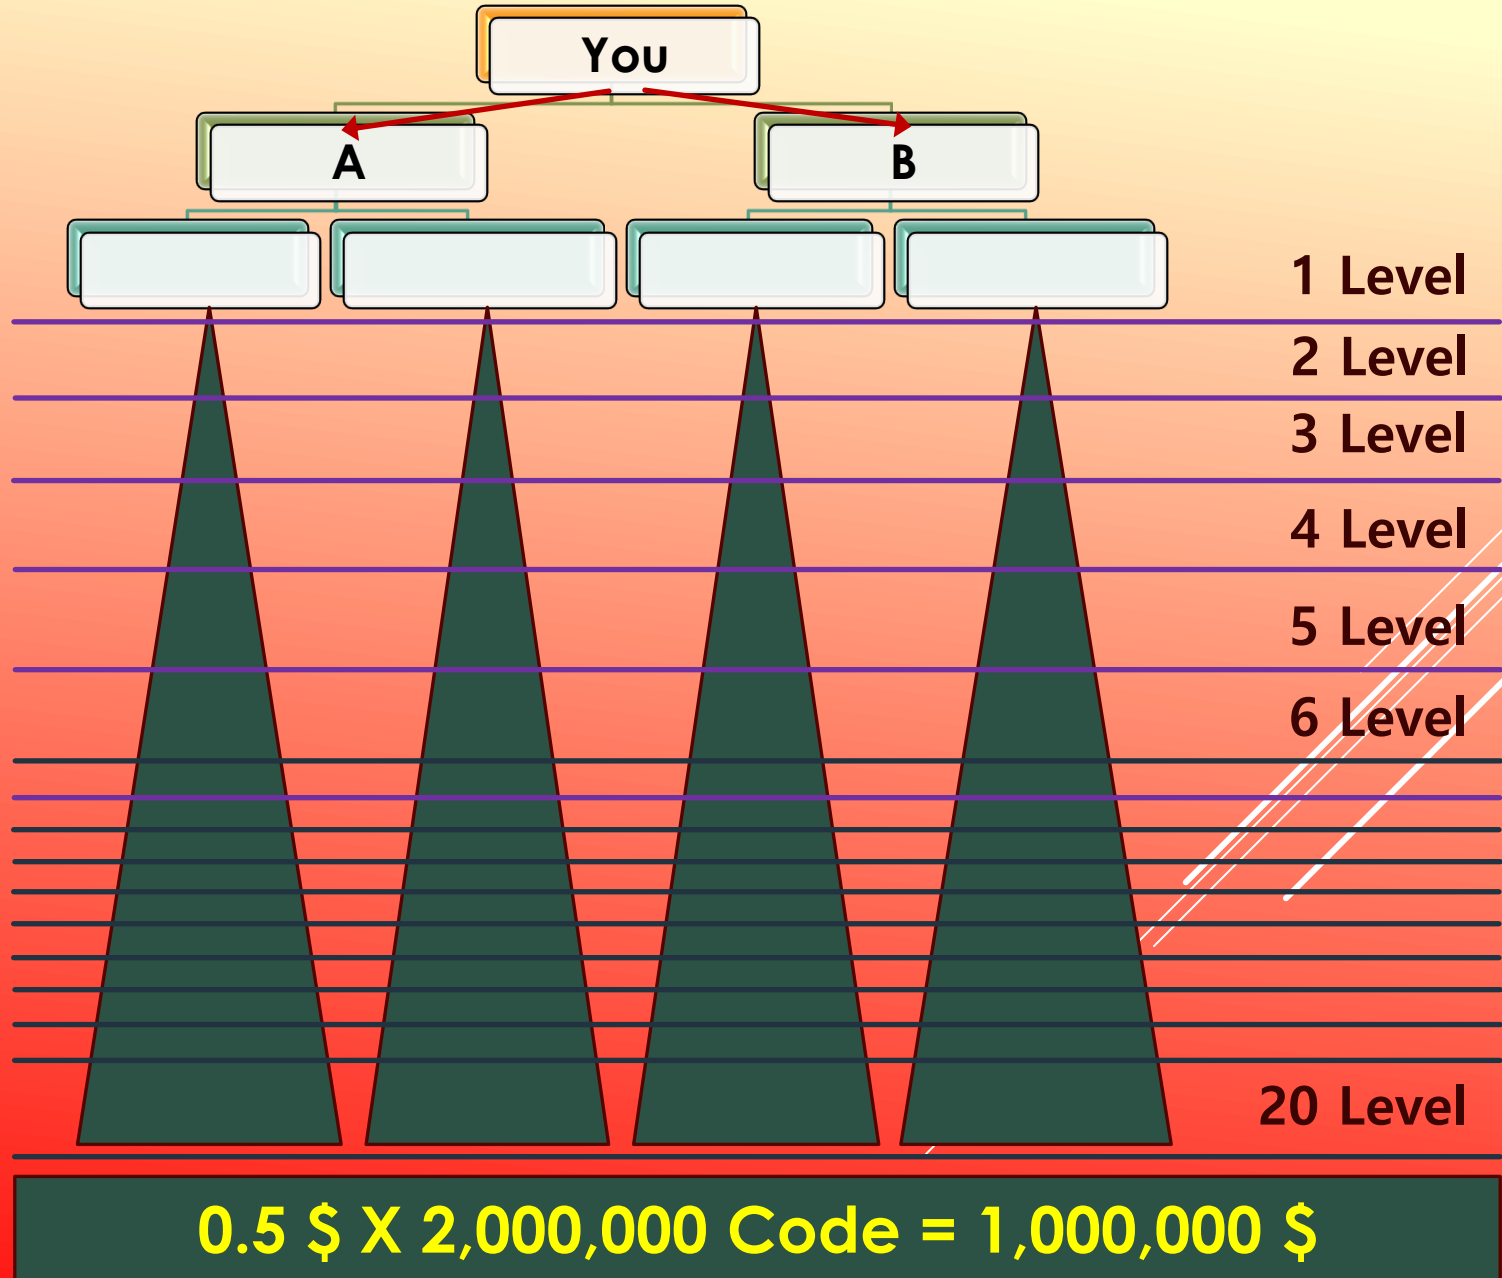 You
A B
1 Level
2 Level
3 Level
4 Level
5 Level
6 Level
20 Level
0.5 $ X 2,000,000 Code = 1,000,000 $